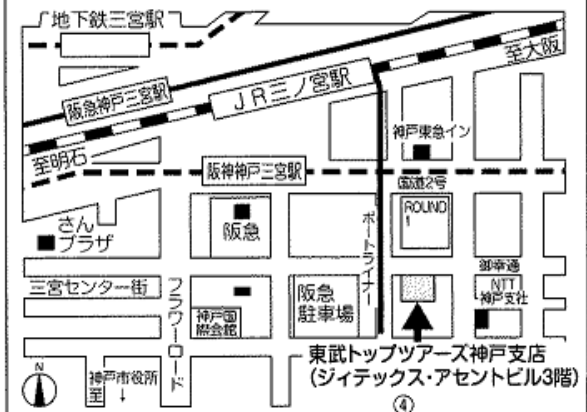 地下鉄三宮駅
至大阪
JR三ノ宮駅
阪急神戸三宮駅
神戸東急イン
至明石
阪神神戸三宮駅
国道2号
ROUND
1
さん
プラザ
阪急
ポートライナー
御幸通
三宮センター街
フラワーロード
阪急
駐車場
NTT
神戸支社
神戸国
際会館
東武トップツアーズ神戸支店
(ジィテックス・アセントビル3階)
N
神戸市役所
至
↓
④